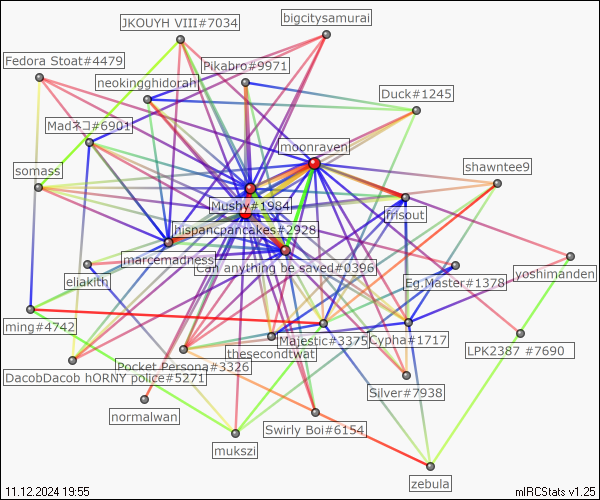 JKOUYH VIII#7034
bigcitysamurai
Fedora Stoat#4479
Pikabro#9971
neokingghidorah
Duck#1245
Madネコ#6901
moonraven
shawntee9
somass
Mushy#1984
frisout
hispanicpancakes#2928
marcemadness
Can anything be saved#0396
yoshimanden
eliakith
Eg.Master#1378
ming#4742
Majestic#3375
Cypha#1717
thesecondtwat
LPK2387 #7690
Pocket Persona#3326
DacobDacob hORNY police#5271
Silver#7938
normalwan
Swirly Boi#6154
mukszi
zebula
11.12.2024 19:55
mIRCStats v1.25